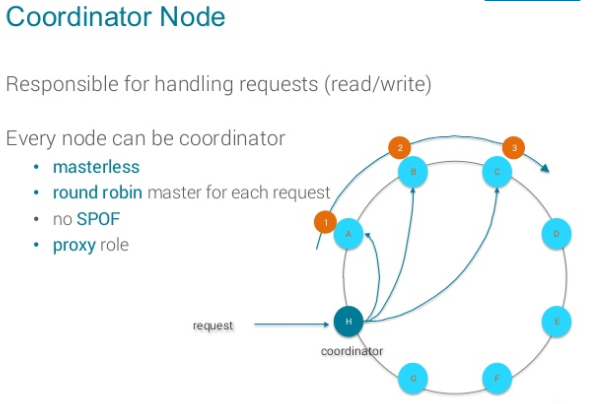 Coordinator Node
Responsible for handling requests (read/write)
Every node can be coordinator
• masterless
• round robin master for each request
• no SPOF
• proxy role
2
3
B
C
1
A
D
request
H
E
coordinator
G
F